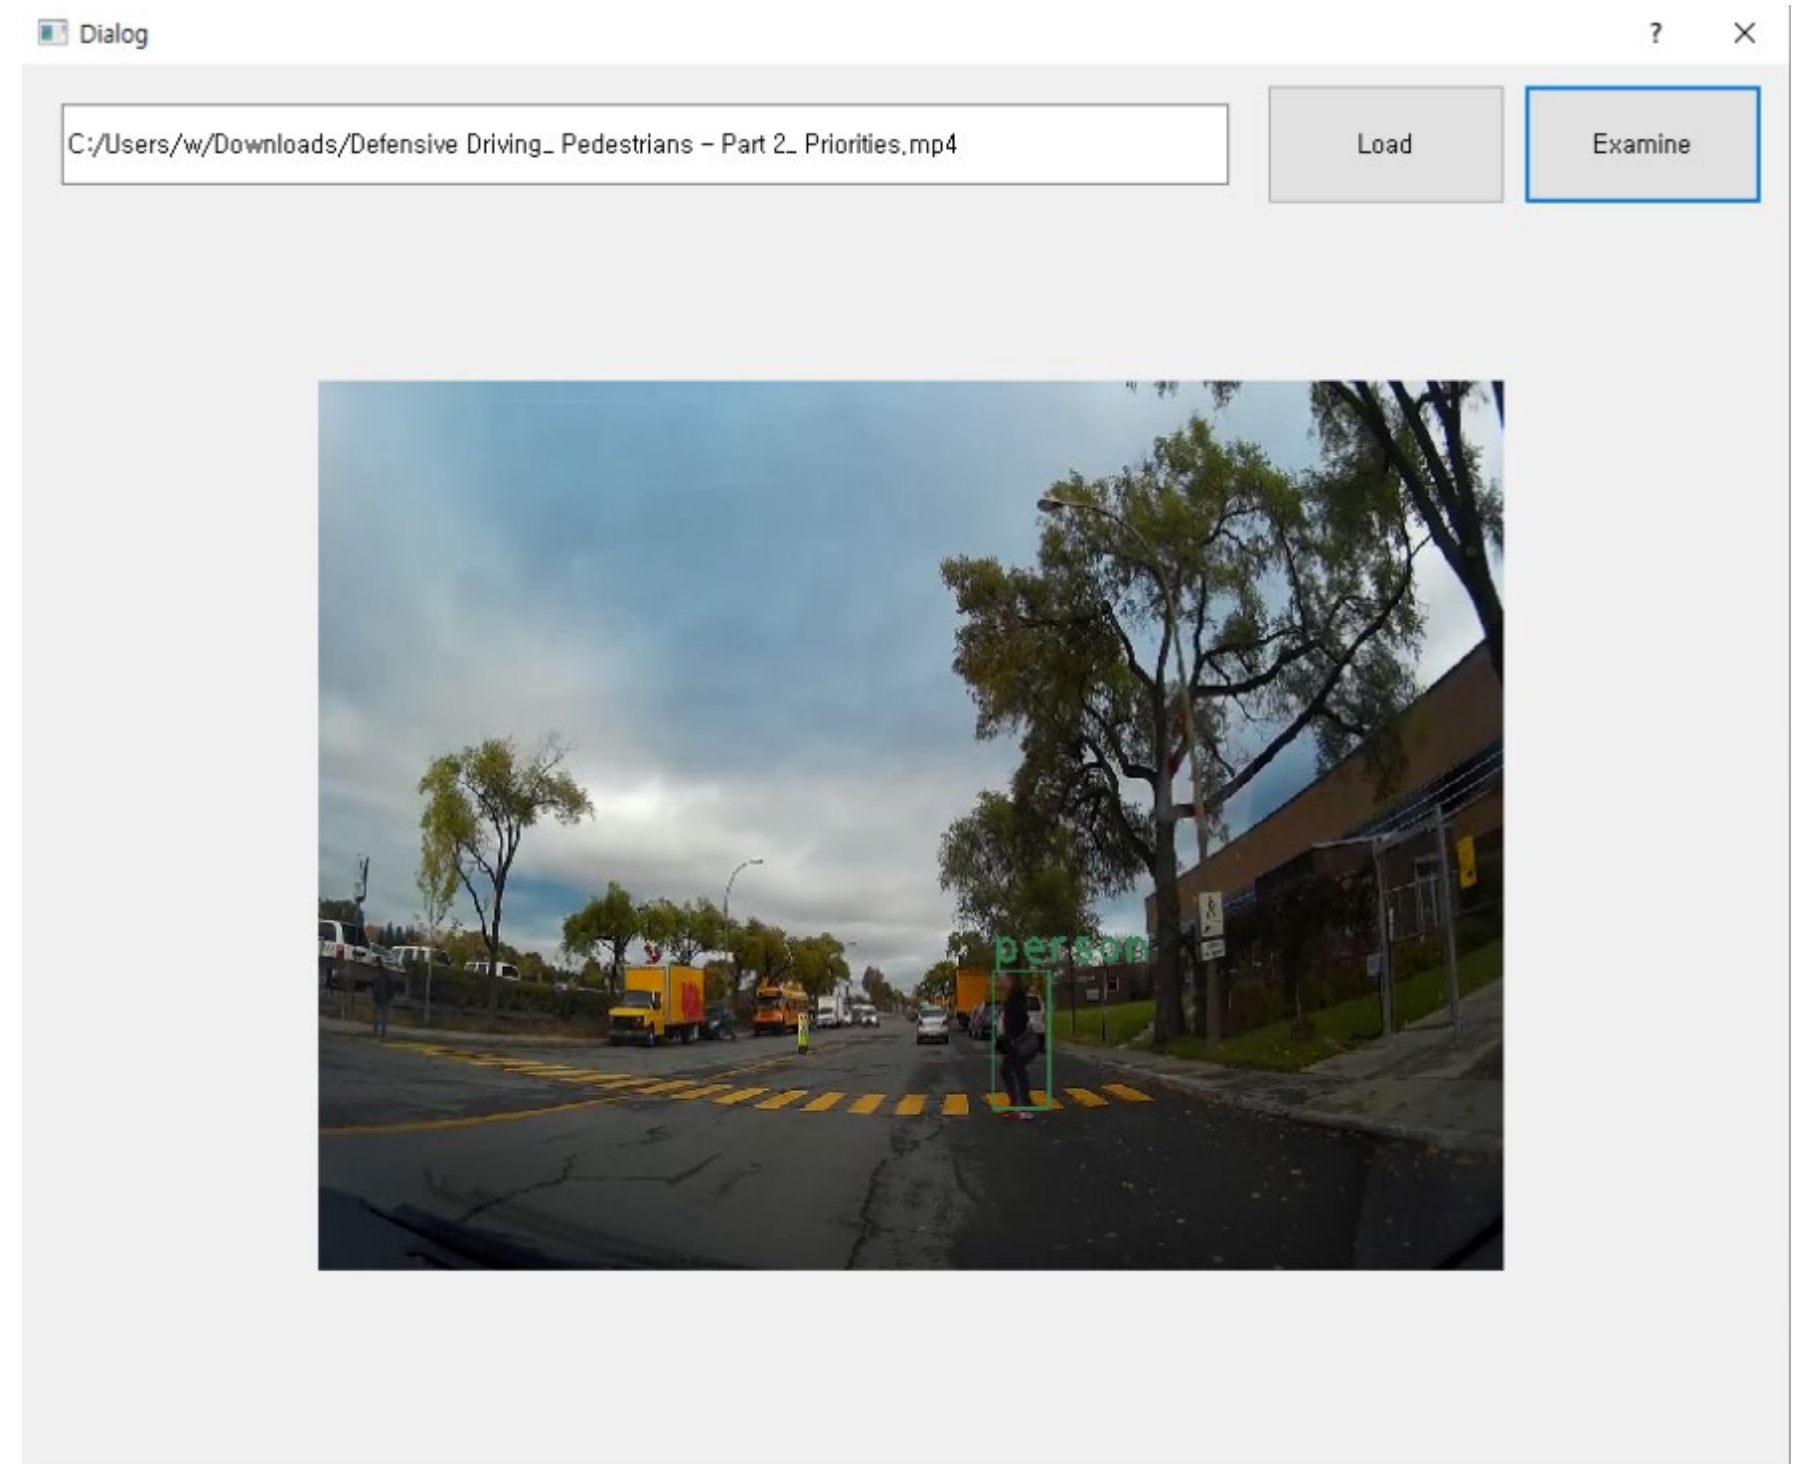 Dialog
C:/Users/w/Downloads/Defensive Driving_ Pedestrians - Part 2_ Priorities.mp4
Load
Examine
person